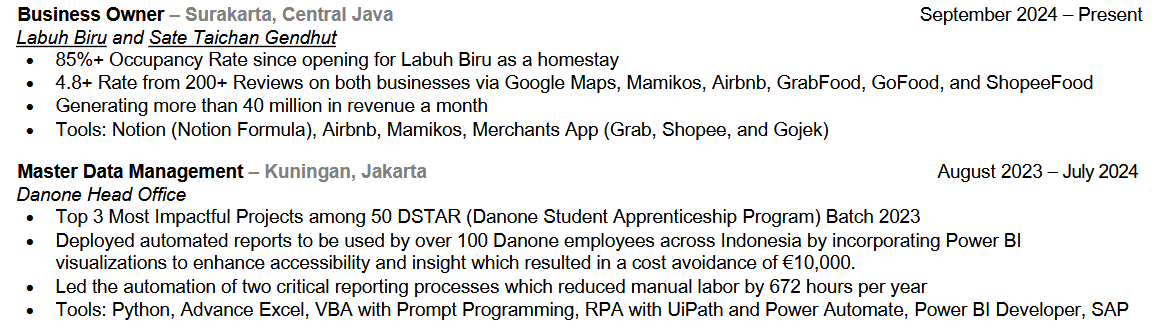 Business Owner – Surakarta, Central Java September 2024 – Present
Labuh Biru and Sate Taichan Gendhut
• 85%+ Occupancy Rate since opening for Labuh Biru as a homestay
• 4.8+ Rate from 200+ Reviews on both businesses via Google Maps, Mamikos, Airbnb, GrabFood, GoFood, and ShopeeFood
• Generating more than 40 million in revenue a month
• Tools: Notion (Notion Formula), Airbnb, Mamikos, Merchants App (Grab, Shopee, and Gojek)
Master Data Management – Kuningan, Jakarta August 2023 – July 2024
Danone Head Office
• Top 3 Most Impactful Projects among 50 DSTAR (Danone Student Apprenticeship Program) Batch 2023
• Deployed automated reports to be used by over 100 Danone employees across Indonesia by incorporating Power BI
visualizations to enhance accessibility and insight which resulted in a cost avoidance of €10,000.
• Led the automation of two critical reporting processes which reduced manual labor by 672 hours per year
• Tools: Python, Advance Excel, VBA with Prompt Programming, RPA with UiPath and Power Automate, Power BI Developer, SAP